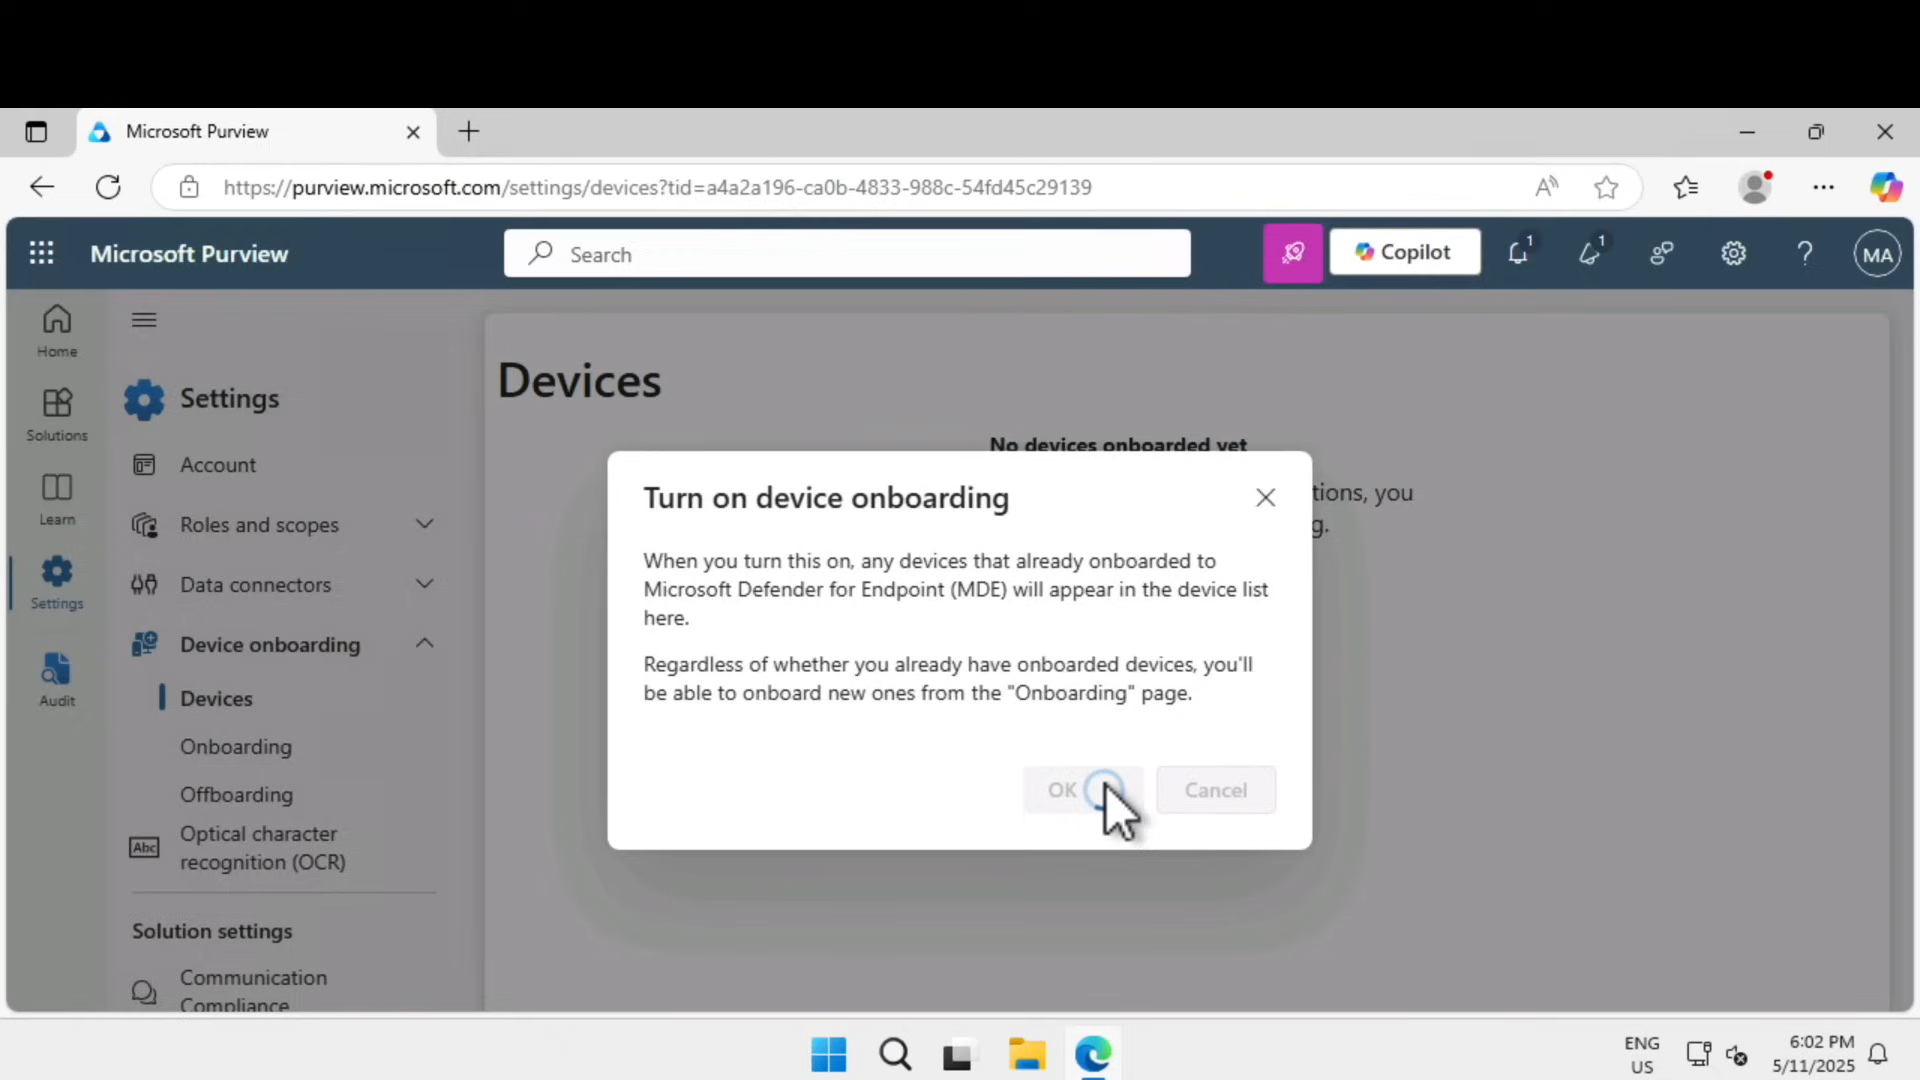 Microsoft Purview
https://purview.microsoft.com/settings/devices?tid=a4a2a196-ca0b-4833-988c-54fd45c29139
Microsoft Purview
Search
Copilot
1
1
MA
Home
Solutions
Learn
Settings
Audit
Settings
Account
Roles and scopes
Data connectors
Device onboarding
Devices
Onboarding
Offboarding
Abc
Optical character
recognition (OCR)
Solution settings
Communication
Compliance
Devices
No devices onboarded yet
tions, you
g.
Turn on device onboarding
When you turn this on, any devices that already onboarded to
Microsoft Defender for Endpoint (MDE) will appear in the device list
here.
Regardless of whether you already have onboarded devices, you'll
be able to onboard new ones from the "Onboarding" page.
OK
Cancel
ENG
US
6:02 PM
5/11/2025